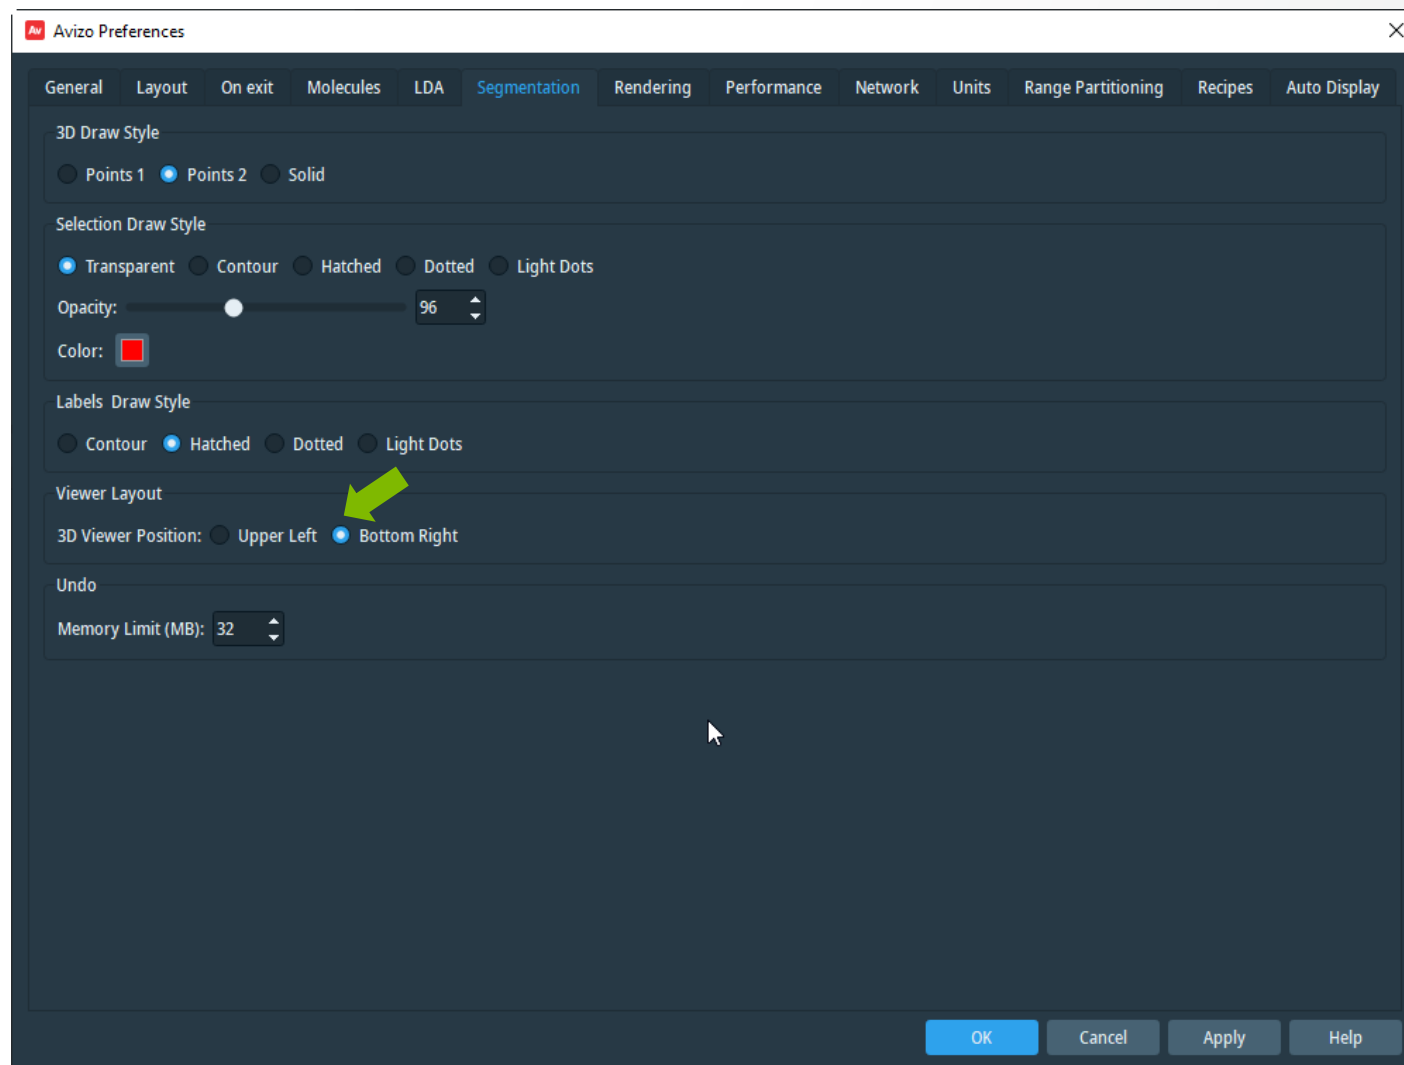 Av Avizo Preferences
General Layout On exit Molecules LDA Segmentation Rendering Performance Network Units Range Partitioning Recipes Auto Display
3D Draw Style
Points 1 Points 2 Solid
Selection Draw Style
Transparent Contour Hatched Dotted Light Dots
Opacity: 96
Color:
Labels Draw Style
Contour Hatched Dotted Light Dots
Viewer Layout
3D Viewer Position: Upper Left Bottom Right
Undo
Memory Limit (MB): 32
OK Cancel Apply Help